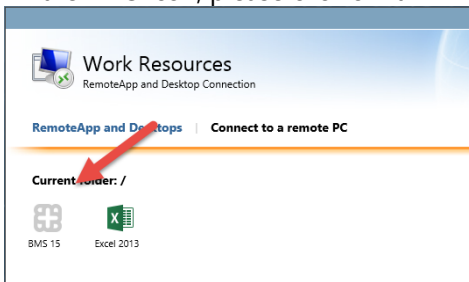 Work Resources
RemoteApp and Desktop Connection
RemoteApp and Desktops | Connect to a remote PC
Current folder: /
BMS 15 Excel 2013